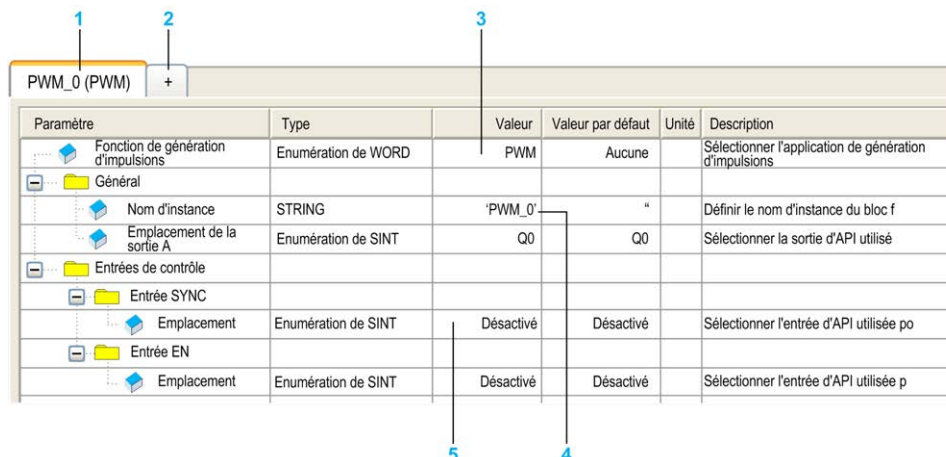 1 2
3
PWM_0 (PWM) +
Paramètre Type Valeur Valeur par défaut Unité Description
Fonction de génération
d'impulsions Enumération de WORD PWM Aucune Sélectionner l'application de génération
d'impulsions
Général
Nom d'instance STRING 'PWM_0' “ Définir le nom d'instance du bloc f
Emplacement de la
sortie A Enumération de SINT Q0 Q0 Sélectionner la sortie d'API utilisé
Entrées de contrôle
Entrée SYNC
Emplacement Enumération de SINT Désactivé Désactivé Sélectionner l'entrée d'API utilisée po
Entrée EN
Emplacement Enumération de SINT Désactivé Désactivé Sélectionner l'entrée d'API utilisée p
5 4